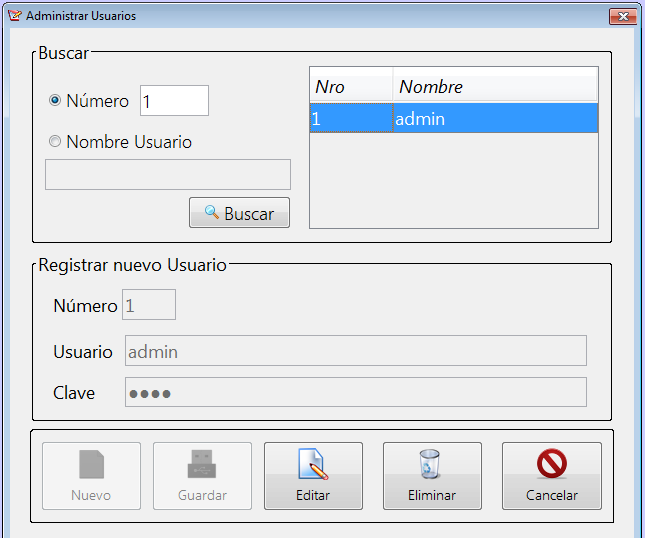 Administrar Usuarios
Buscar
Número 1
Nombre Usuario
Buscar
Nro Nombre
1 admin
Registrar nuevo Usuario
Número 1
Usuario admin
Clave ●●●●
Nuevo Guardar Editar Eliminar Cancelar